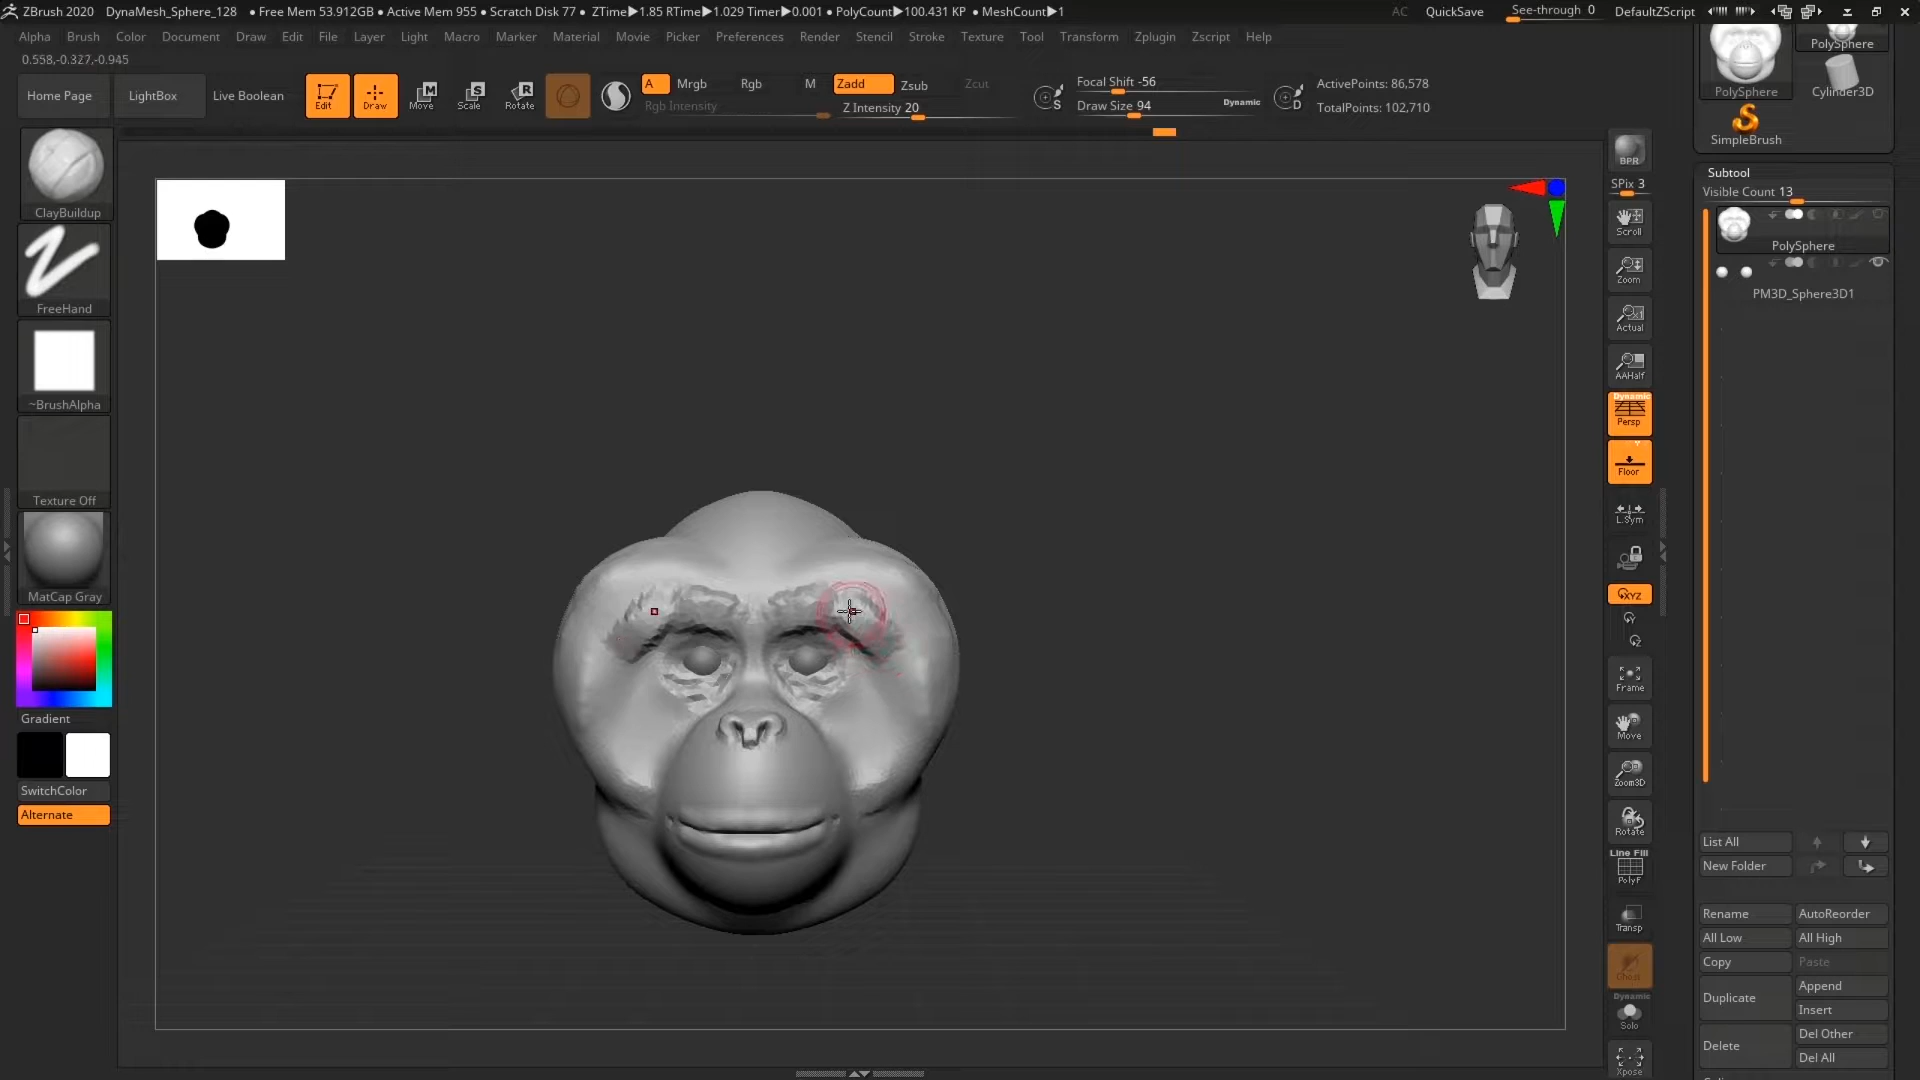 ZBrush 2020 DynaMesh_Sphere_128 • Free Mem 53.912GB • Active Mem 955 • Scratch Disk 77 • ZTime▶1.85 RTime▶1.029 Timer▶0.001 • PolyCount▶100.431 KP • MeshCount▶1 AC QuickSave See-through 0 DefaultZScript
Alpha Brush Color Document Draw Edit File Layer Light Macro Marker Material Movie Picker Preferences Render Stencil Stroke Texture Tool Transform Zplugin Zscript Help
0.558,-0.327,-0.945
Home Page LightBox Live Boolean Edit Draw Move Scale Rotate
A Mrgb Rgb M Zadd Zsub Zcut
Rgb Intensity Z Intensity 20
S Focal Shift -56
Draw Size 94 Dynamic D
ActivePoints: 86,578
TotalPoints: 102,710
ClayBuildup
FreeHand
~BrushAlpha
Texture Off
MatCap Gray
Gradient
SwitchColor
Alternate
BPR
SPix 3
Scroll
Zoom
Actual
AAHalf
Dynamic
Persp
Floor
L.Sym
XYZ
Y
Z
Frame
Move
Zoom3D
Rotate
Line Fill
PolyF
Transp
Ghost
Dynamic
Solo
Xpose
PolySphere
PolySphere Cylinder3D
SimpleBrush
Subtool
Visible Count 13
PolySphere
PM3D_Sphere3D1
List All
New Folder
Rename AutoReorder
All Low All High
Copy Paste
Duplicate Append
Insert
Delete Del Other
Del All